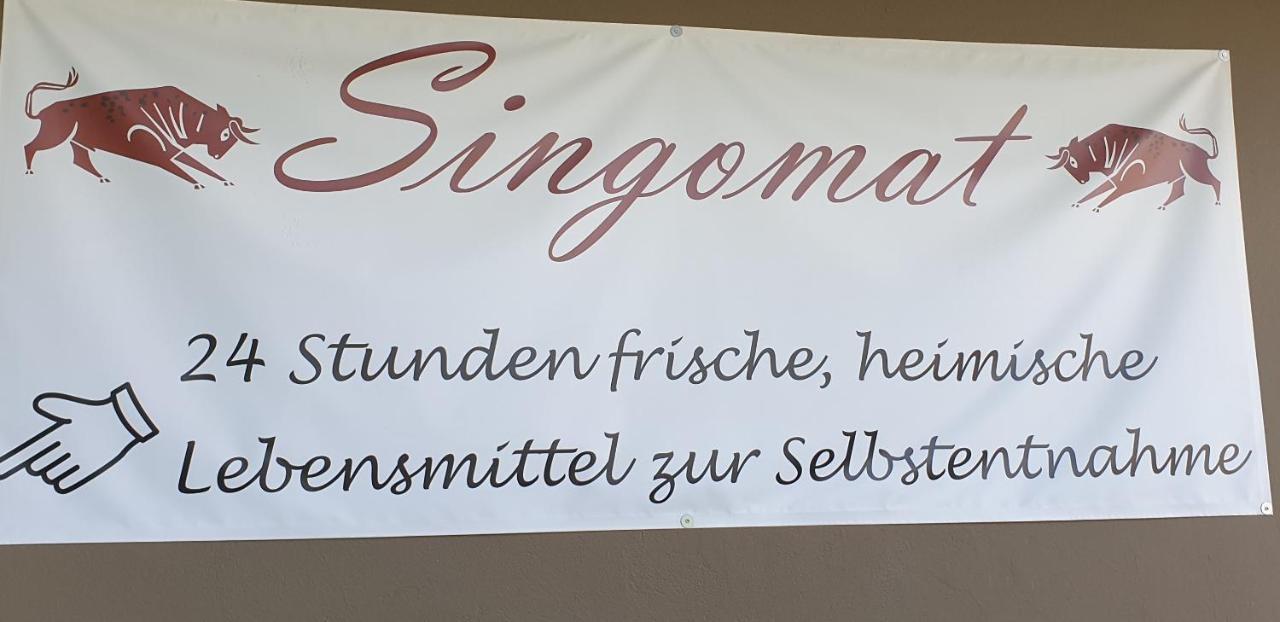 Singomat
24 Stunden frische, heimische
Lebensmittel zur Selbstentnahme